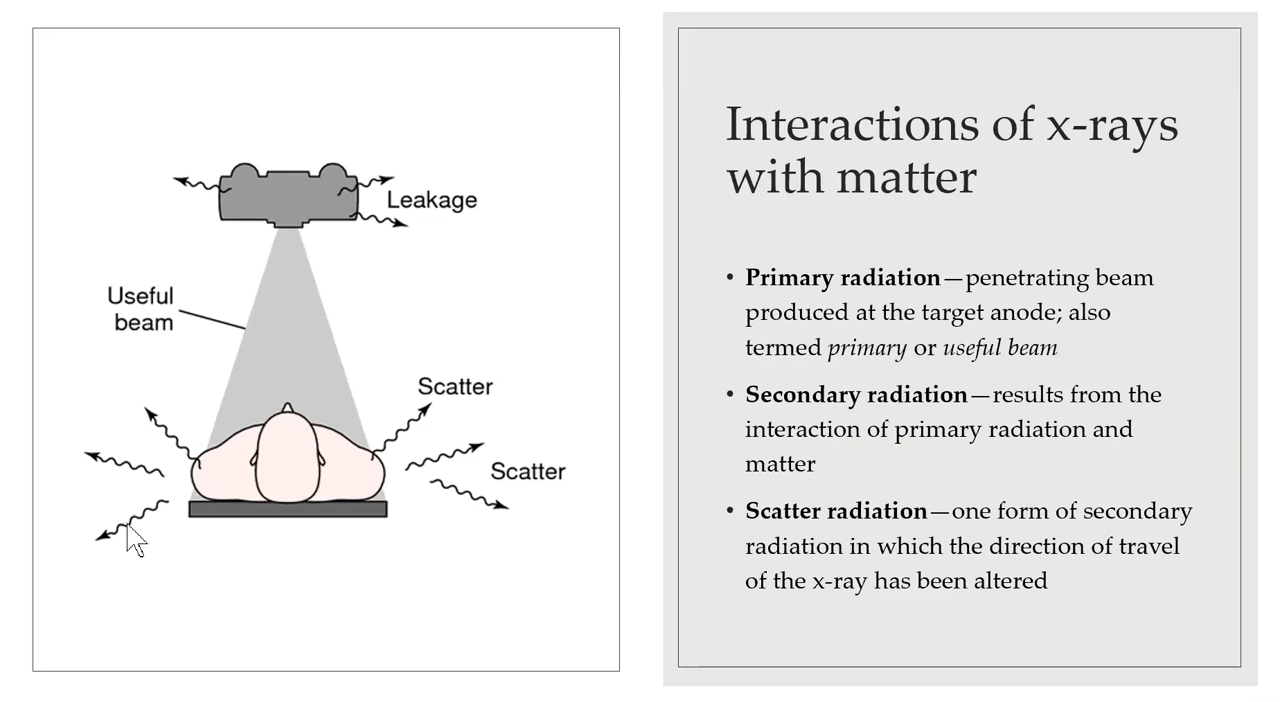 Leakage
Useful
beam
Scatter
Scatter
Interactions of x-rays
with matter
• Primary radiation—penetrating beam
produced at the target anode; also
termed primary or useful beam
• Secondary radiation—results from the
interaction of primary radiation and
matter
• Scatter radiation—one form of secondary
radiation in which the direction of travel
of the x-ray has been altered